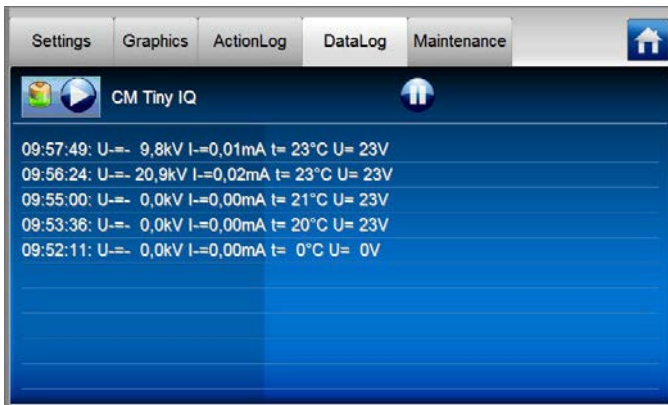 Settings Graphics ActionLog DataLog Maintenance
CM Tiny IQ
09:57:49: U-=- 9,8kV I-=0,01mA t= 23°C U= 23V
09:56:24: U-=- 20,9kV I-=0,02mA t= 23°C U= 23V
09:55:00: U-=- 0,0kV I-=0,00mA t= 21°C U= 23V
09:53:36: U-=- 0,0kV I-=0,00mA t= 20°C U= 23V
09:52:11: U-=- 0,0kV I-=0,00mA t= 0°C U= 0V